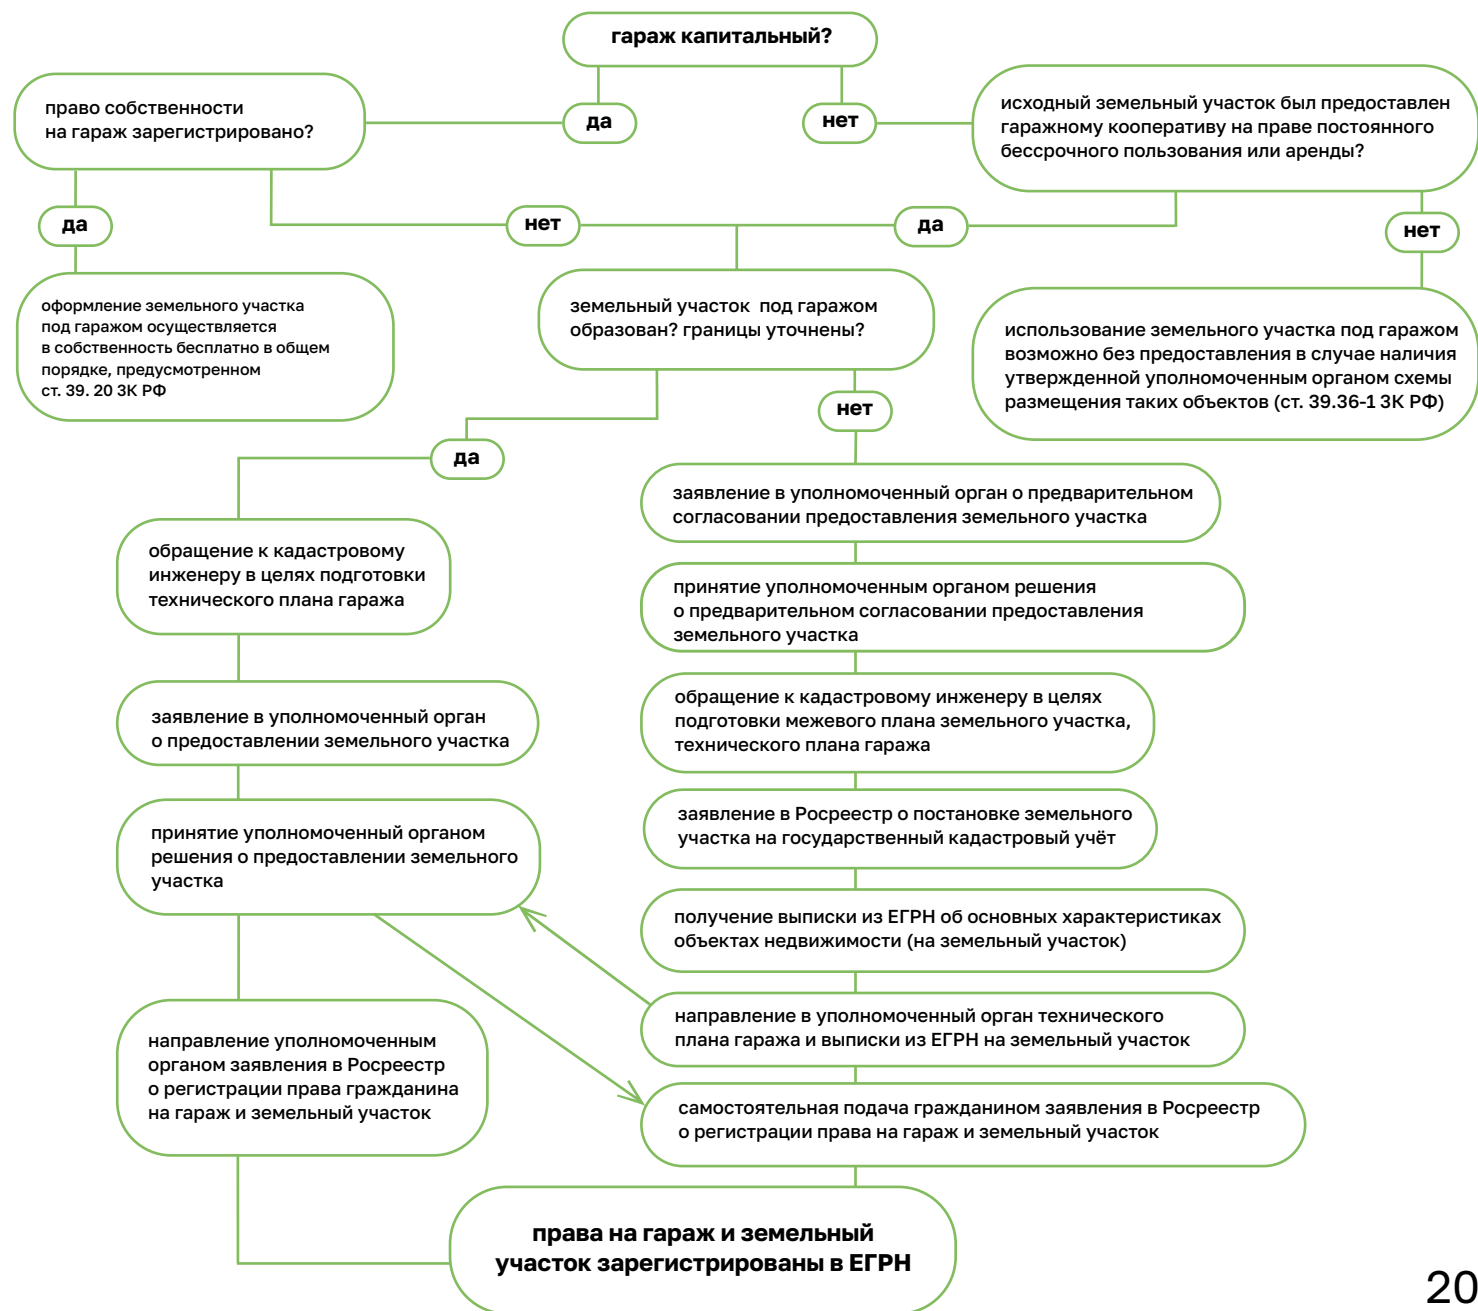 гараж капитальный?
да
нет
право собственности
на гараж зарегистрировано?
исходный земельный участок был предоставлен
гаражному кооперативу на праве постоянного
бессрочного пользования или аренды?
да
нет
да
нет
оформление земельного участка
под гаражом осуществляется
в собственность бесплатно в общем
порядке, предусмотренном
ст. 39. 20 ЗК РФ
земельный участок под гаражом
образован? границы уточнены?
использование земельного участка под гаражом
возможно без предоставления в случае наличия
утвержденной уполномоченным органом схемы
размещения таких объектов (ст. 39.36-1 ЗК РФ)
да
нет
обращение к кадастровому
инженеру в целях подготовки
технического плана гаража
заявление в уполномоченный орган
о предоставлении земельного участка
принятие уполномоченный органом
решения о предоставлении земельного
участка
направление уполномоченным
органом заявления в Росреестр
о регистрации права гражданина
на гараж и земельный участок
заявление в уполномоченный орган о предварительном
согласовании предоставления земельного участка
принятие уполномоченным органом решения
о предварительном согласовании предоставления
земельного участка
обращение к кадастровому инженеру в целях
подготовки межевого плана земельного участка,
технического плана гаража
заявление в Росреестр о постановке земельного
участка на государственный кадастровый учёт
получение выписки из ЕГРН об основных характеристиках
объектах недвижимости (на земельный участок)
направление в уполномоченный орган технического
плана гаража и выписки из ЕГРН на земельный участок
самостоятельная подача гражданином заявления в Росреестр
о регистрации права на гараж и земельный участок
права на гараж и земельный
участок зарегистрированы в ЕГРН
20